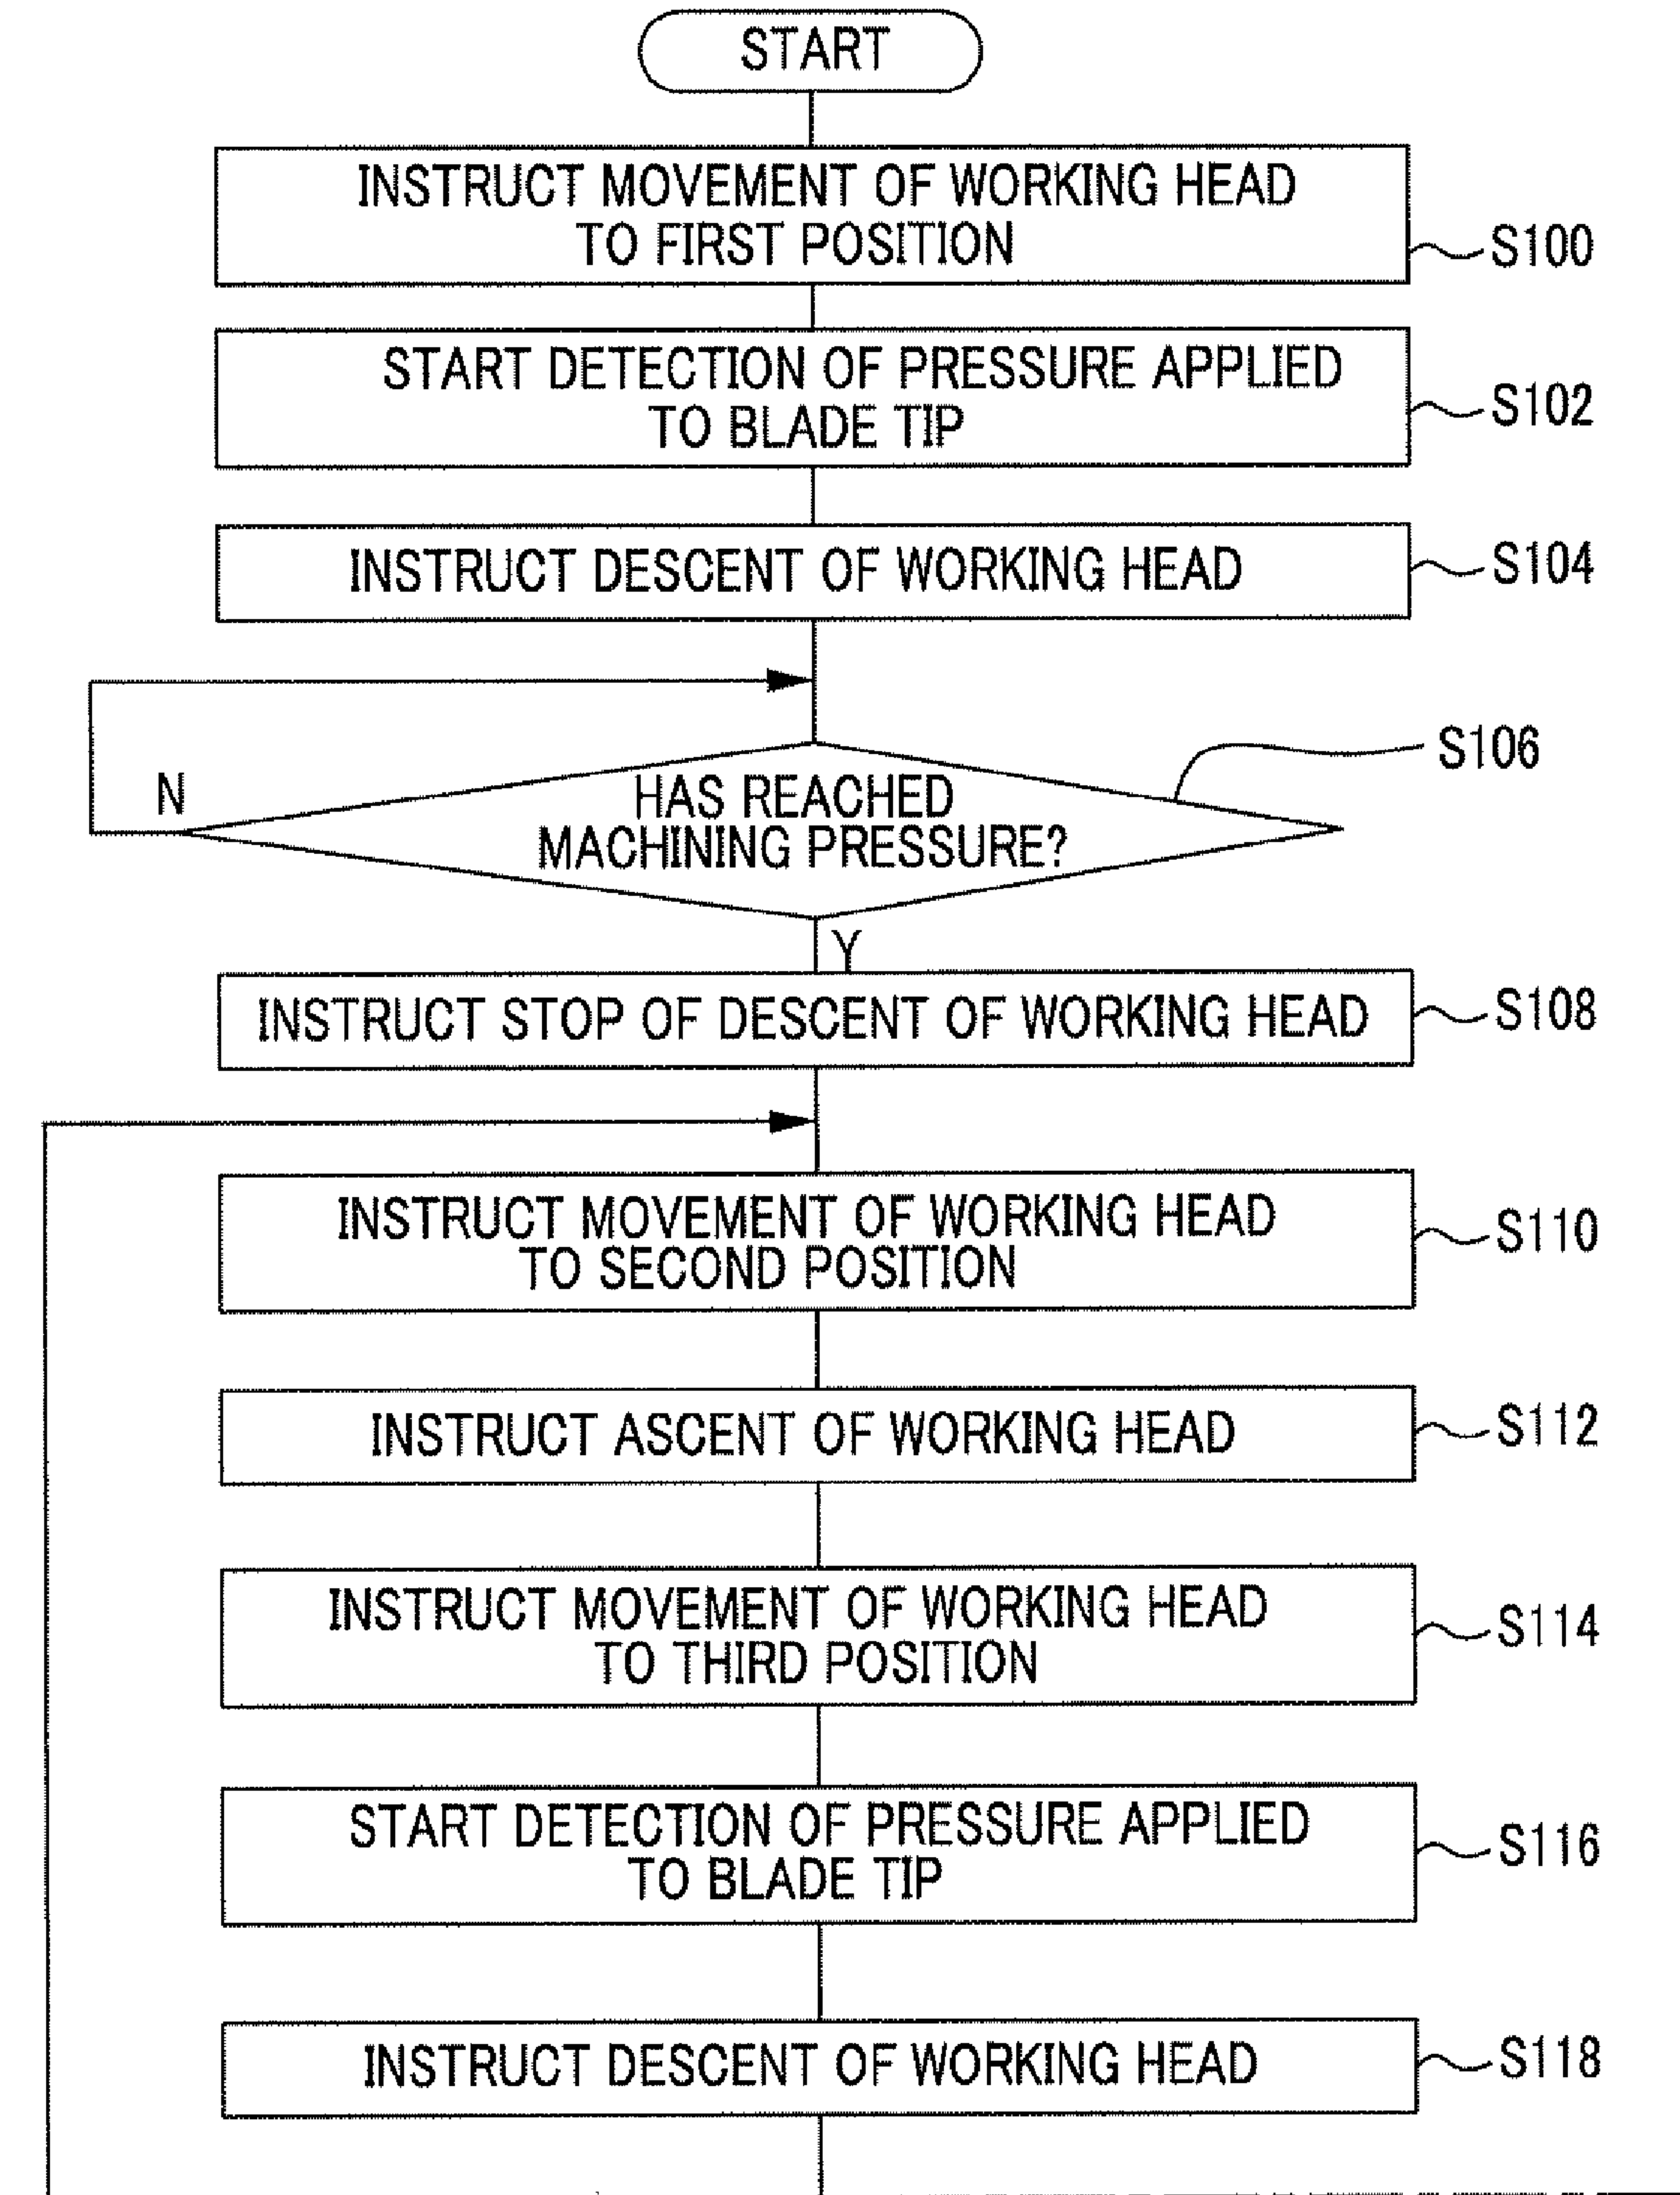 START
INSTRUCT MOVEMENT OF WORKING HEAD
TO FIRST POSITION
S100
START DETECTION OF PRESSURE APPLIED
TO BLADE TIP
S102
INSTRUCT DESCENT OF WORKING HEAD
S104
S106
N
HAS REACHED
MACHINING PRESSURE?
Y
INSTRUCT STOP OF DESCENT OF WORKING HEAD
S108
INSTRUCT MOVEMENT OF WORKING HEAD
TO SECOND POSITION
S110
INSTRUCT ASCENT OF WORKING HEAD
S112
INSTRUCT MOVEMENT OF WORKING HEAD
TO THIRD POSITION
S114
START DETECTION OF PRESSURE APPLIED
TO BLADE TIP
S116
INSTRUCT DESCENT OF WORKING HEAD
S118